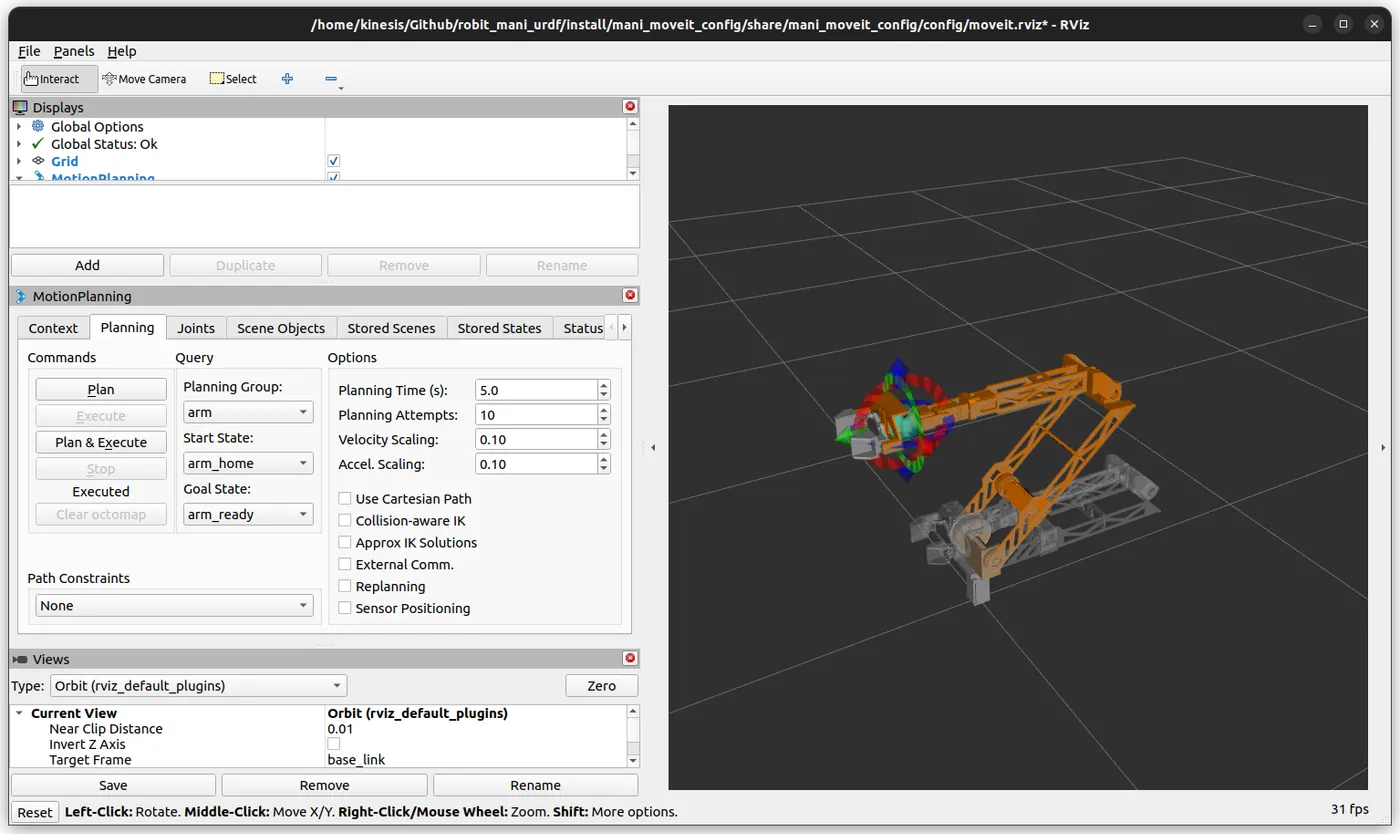 /home/kinesis/Github/robit_mani_urdf/install/mani_moveit_config/share/mani_moveit_config/config/moveit.rviz* - RViz
File Panels Help
Interact Move Camera Select
Displays
Global Options
Global Status: Ok
Grid
MotionPlanning
Add Duplicate Remove Rename
MotionPlanning
Context Planning Joints Scene Objects Stored Scenes Stored States Status
Commands Query Options
Plan
Execute
Plan & Execute
Stop
Executed
Clear octomap
Planning Group:
arm
Start State:
arm_home
Goal State:
arm_ready
Path Constraints
None
Planning Time (s): 5.0
Planning Attempts: 10
Velocity Scaling: 0.10
Accel. Scaling: 0.10
Use Cartesian Path
Collision-aware IK
Approx IK Solutions
External Comm.
Replanning
Sensor Positioning
Views
Type: Orbit (rviz_default_plugins) Zero
Current View Orbit (rviz_default_plugins)
Near Clip Distance 0.01
Invert Z Axis
Target Frame base_link
Save Remove Rename
Reset Left-Click: Rotate. Middle-Click: Move X/Y. Right-Click/Mouse Wheel: Zoom. Shift: More options. 31 fps